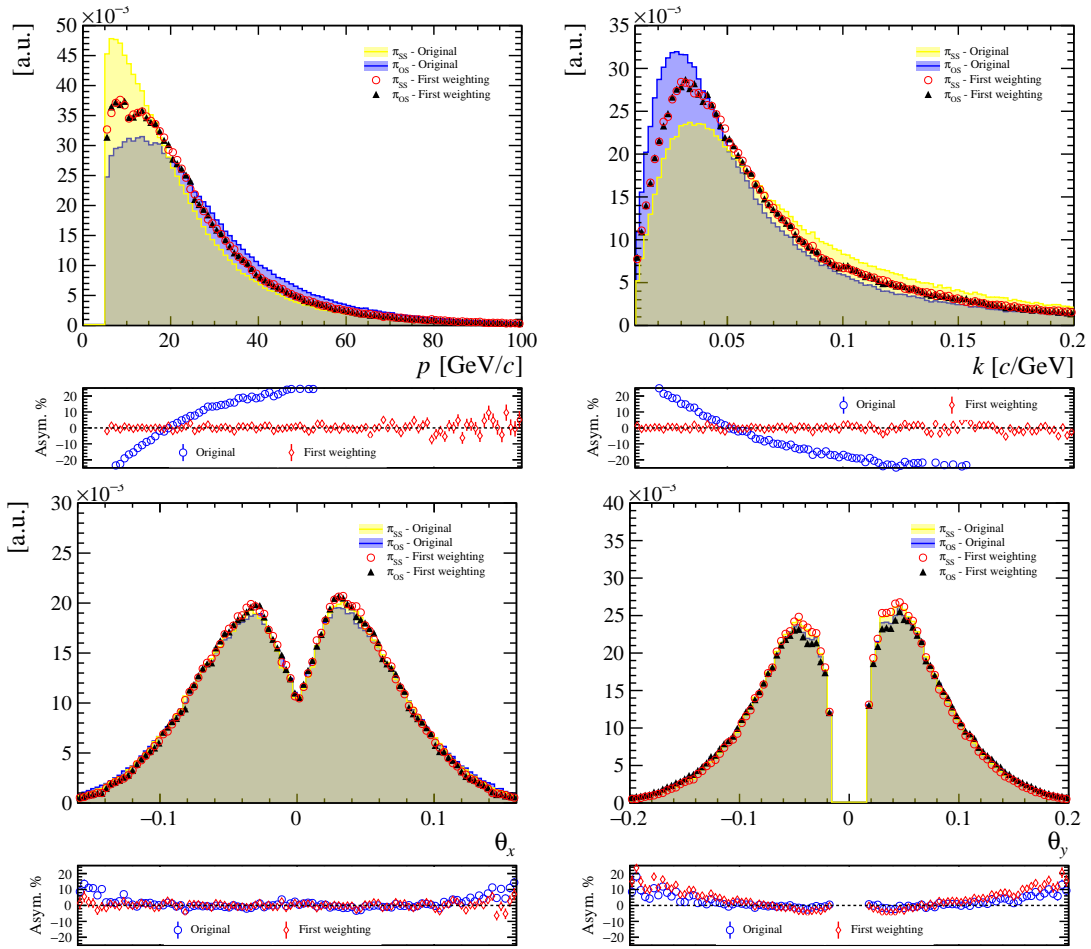 50 ×10⁻³
[a.u.]
45
40
35
30
25
20
15
10
5
0
π_SS - Original
π_OS - Original
π_SS - First weighting
π_OS - First weighting
0 20 40 60 80 100
p [GeV/c]
Asym. %
20
10
0
−10
−20
Original
First weighting
35 ×10⁻³
[a.u.]
30
25
20
15
10
5
0
π_SS - Original
π_OS - Original
π_SS - First weighting
π_OS - First weighting
0.05 0.1 0.15 0.2
k [c/GeV]
Asym. %
20
10
0
−10
−20
Original
First weighting
30 ×10⁻³
[a.u.]
25
20
15
10
5
0
π_SS - Original
π_OS - Original
π_SS - First weighting
π_OS - First weighting
−0.1 0 0.1
θ_x
Asym. %
20
10
0
−10
−20
Original
First weighting
40 ×10⁻³
35
30
25
20
15
10
5
0
π_SS - Original
π_OS - Original
π_SS - First weighting
π_OS - First weighting
−0.2 −0.1 0 0.1 0.2
θ_y
Asym. %
20
10
0
−10
−20
Original
First weighting